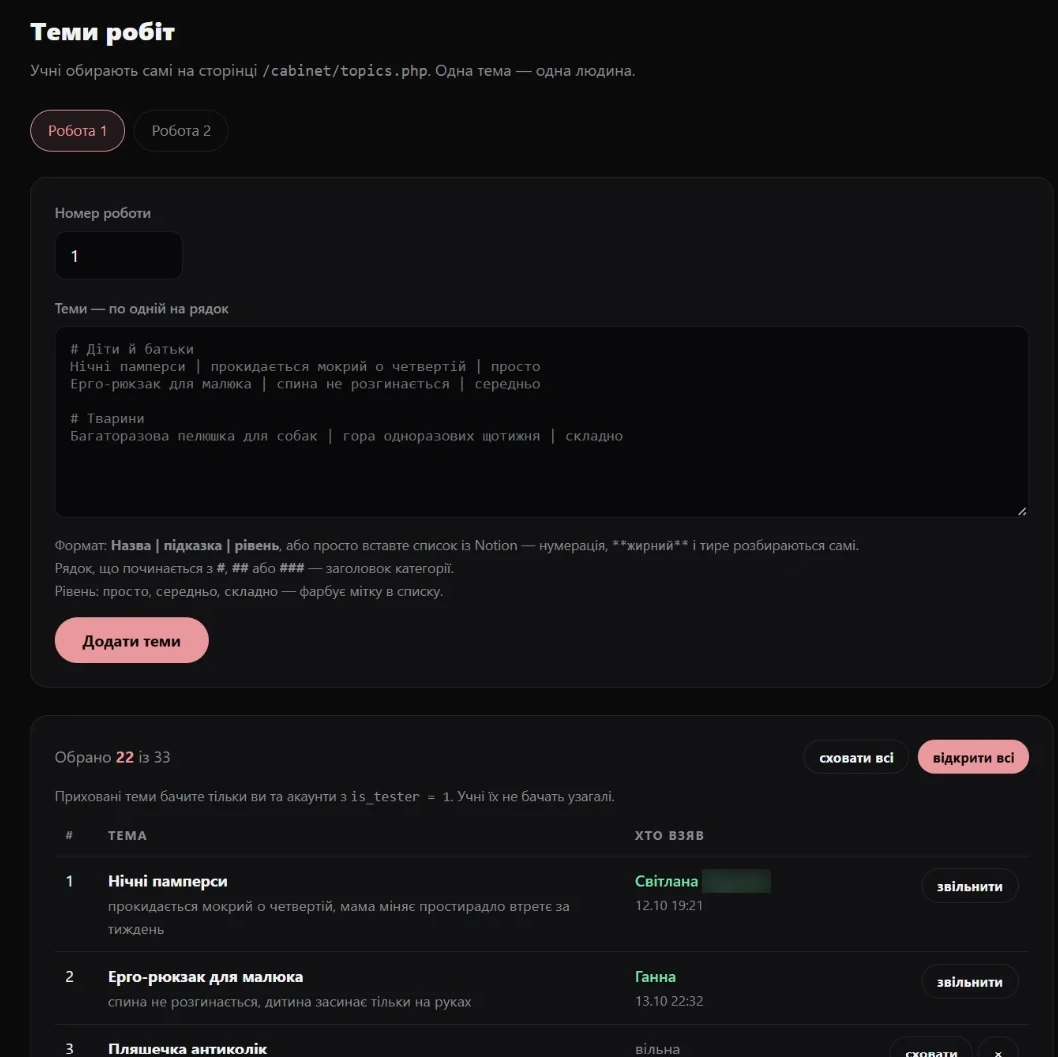 Теми робіт
Учні обирають самі на сторінці /cabinet/topics.php. Одна тема — одна людина.
Робота 1
Робота 2
Номер роботи
1
Теми — по одній на рядок
# Діти й батьки
Нічні памперси | прокидається мокрий о четвертій | просто
Ерго-рюкзак для малюка | спина не розгинається | середньо
# Тварини
Багаторазова пелюшка для собак | гора одноразових щотижня | складно
Формат: Назва | підказка | рівень, або просто вставте список із Notion — нумерація, **жирний** і тире розбираються самі.
Рядок, що починається з #, ## або ### — заголовок категорії.
Рівень: просто, середньо, складно — фарбує мітку в списку.
Додати теми
Обрано 22 із 33
сховати всі
відкрити всі
Приховані теми бачите тільки ви та акаунти з is_tester = 1. Учні їх не бачать узагалі.
# ТЕМА ХТО ВЗЯВ
1 Нічні памперси Світлана
прокидається мокрий о четвертій, мама міняє простирадло втретє за тиждень
12.10 19:21
звільнити
2 Ерго-рюкзак для малюка Ганна
спина не розгинається, дитина засинає тільки на руках
13.10 22:32
звільнити
3 Пляшечка антиколік вільна
сховати ×